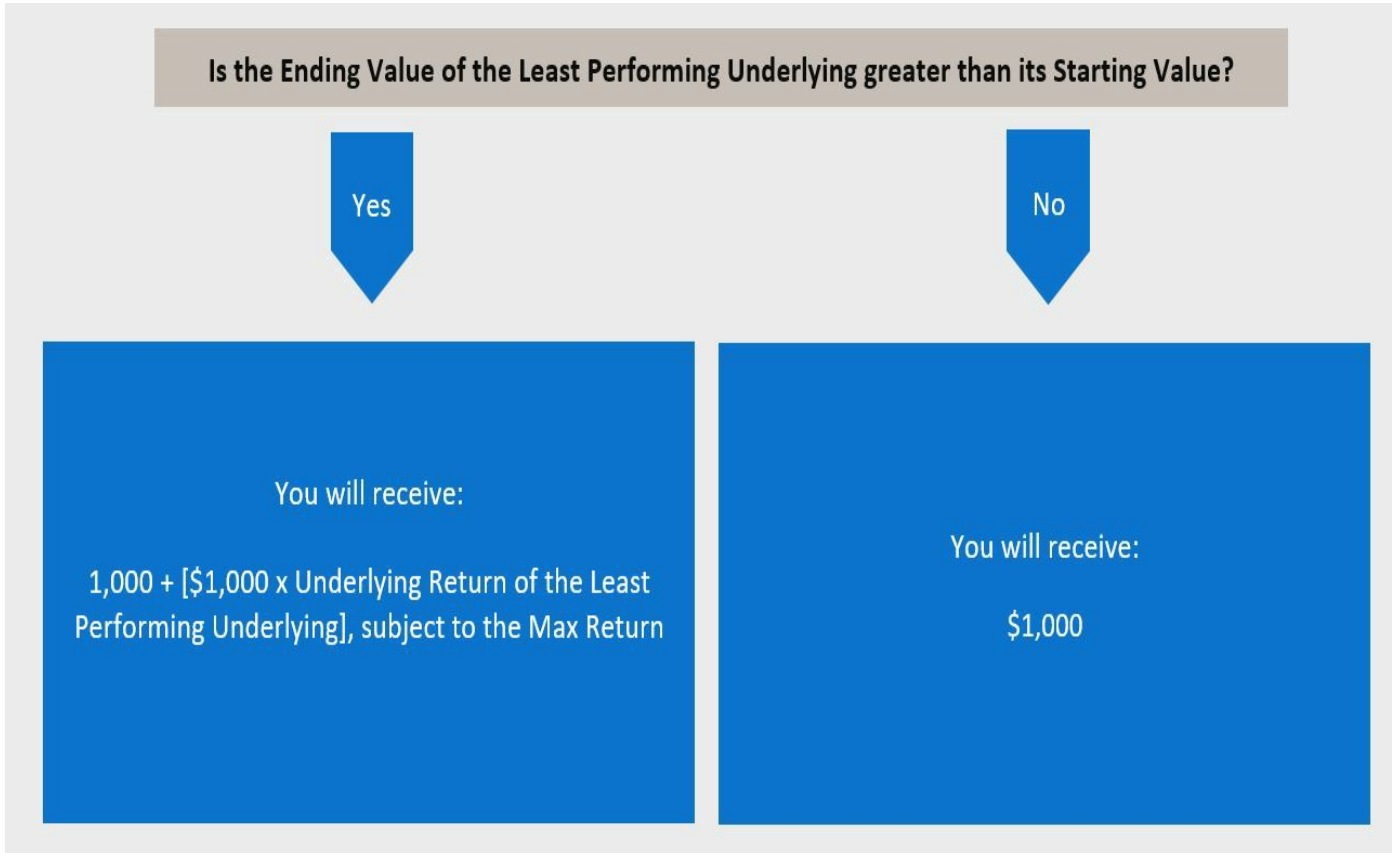 Is the Ending Value of the Least Performing Underlying greater than its Starting Value?
Yes
No
You will receive:
1,000 + [$1,000 x Underlying Return of the Least
Performing Underlying], subject to the Max Return
You will receive:
$1,000